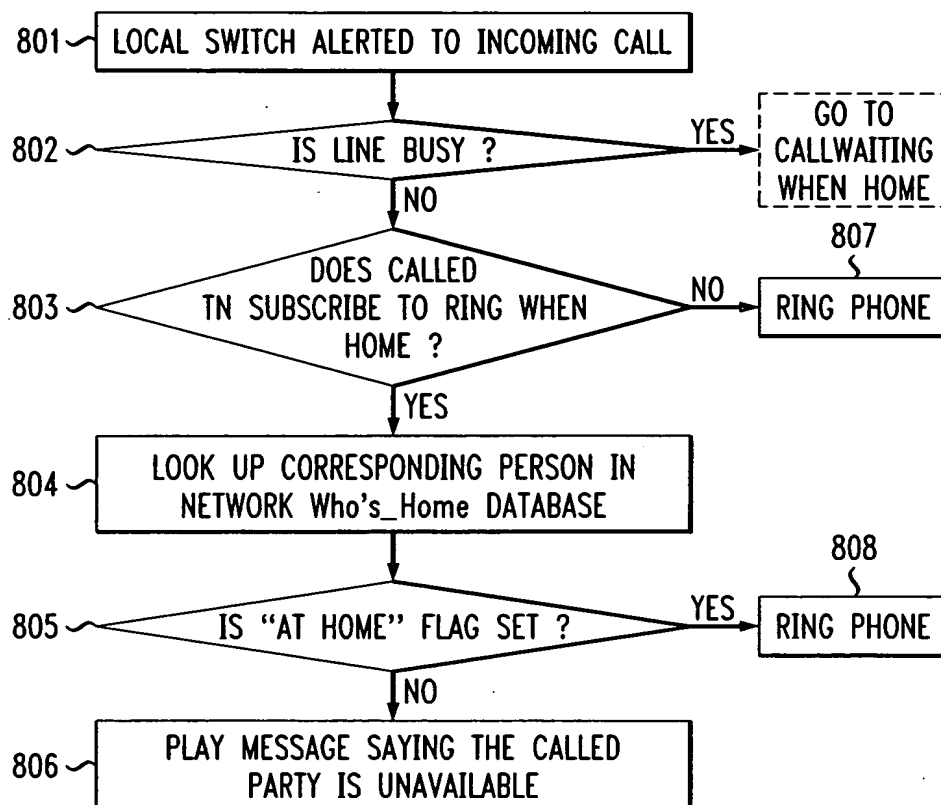 801
LOCAL SWITCH ALERTED TO INCOMING CALL
802
IS LINE BUSY ?
YES
GO TO
CALLWAITING
WHEN HOME
NO
803
DOES CALLED
TN SUBSCRIBE TO RING WHEN
HOME ?
NO
807
RING PHONE
YES
804
LOOK UP CORRESPONDING PERSON IN
NETWORK Who's_Home DATABASE
805
IS “AT HOME” FLAG SET ?
YES
808
RING PHONE
NO
806
PLAY MESSAGE SAYING THE CALLED
PARTY IS UNAVAILABLE